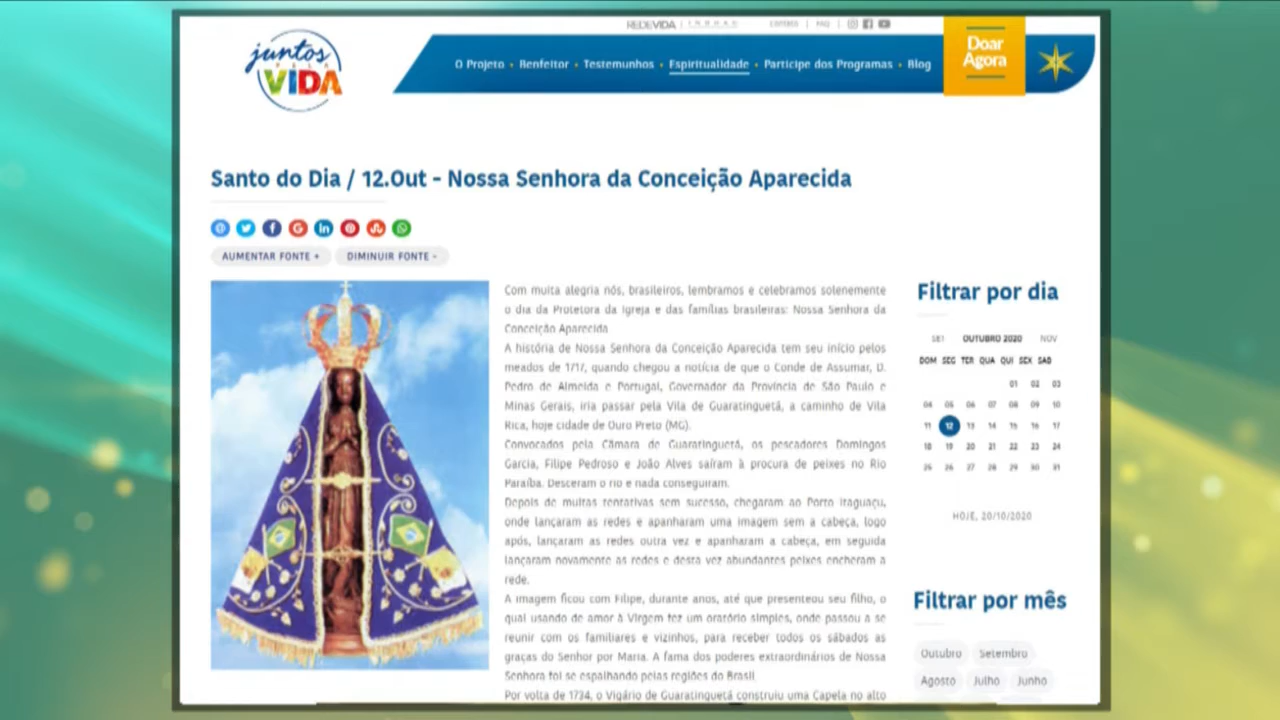 REDEVIDA
FAQ
juntos
PELA
VIDA
O Projeto • Benfeitor • Testemunhos • Espiritualidade • Participe dos Programas • Blog
Doar
Agora
Santo do Dia / 12.Out - Nossa Senhora da Conceição Aparecida
AUMENTAR FONTE + DIMINUIR FONTE -
Com muita alegria nós, brasileiros, lembramos e celebramos solenemente
o dia da Protetora da Igreja e das famílias brasileiras: Nossa Senhora da
Conceição Aparecida
A história de Nossa Senhora da Conceição Aparecida tem seu início pelos
meados de 1717, quando chegou a notícia de que o Conde de Assumar, D.
Pedro de Almeida e Portugal, Governador da Província de São Paulo e
Minas Gerais, iria passar pela Vila de Guaratinguetá, a caminho de Vila
Rica, hoje cidade de Ouro Preto (MG).
Convocados pela Câmara de Guaratinguetá, os pescadores Domingos
Garcia, Filipe Pedroso e João Alves saíram à procura de peixes no Rio
Paraíba. Desceram o rio e nada conseguiram.
Depois de muitas tentativas sem sucesso, chegaram ao Porto Itaguaçu,
onde lançaram as redes e apanharam uma imagem sem a cabeça, logo
após, lançaram as redes outra vez e apanharam a cabeça, em seguida
lançaram novamente as redes e desta vez abundantes peixes encheram a
rede.
A imagem ficou com Filipe, durante anos, até que presenteou seu filho, o
qual usando de amor à Virgem fez um oratório simples, onde passou a se
reunir com os familiares e vizinhos, para receber todos os sábados as
graças do Senhor por Maria. A fama dos poderes extraordinários de Nossa
Senhora foi se espalhando pelas regiões do Brasil
Por volta de 1734, o Vigário de Guaratinguetá construiu uma Capela no alto
Filtrar por dia
SET OUTUBRO 2020 NOV
DOM SEG TER QUA QUI SEX SAB
01 02 03
04 05 06 07 08 09 10
11 12 13 14 15 16 17
18 19 20 21 22 23 24
25 26 27 28 29 30 31
HOJE, 20/10/2020
Filtrar por mês
Outubro Setembro
Agosto Julho Junho